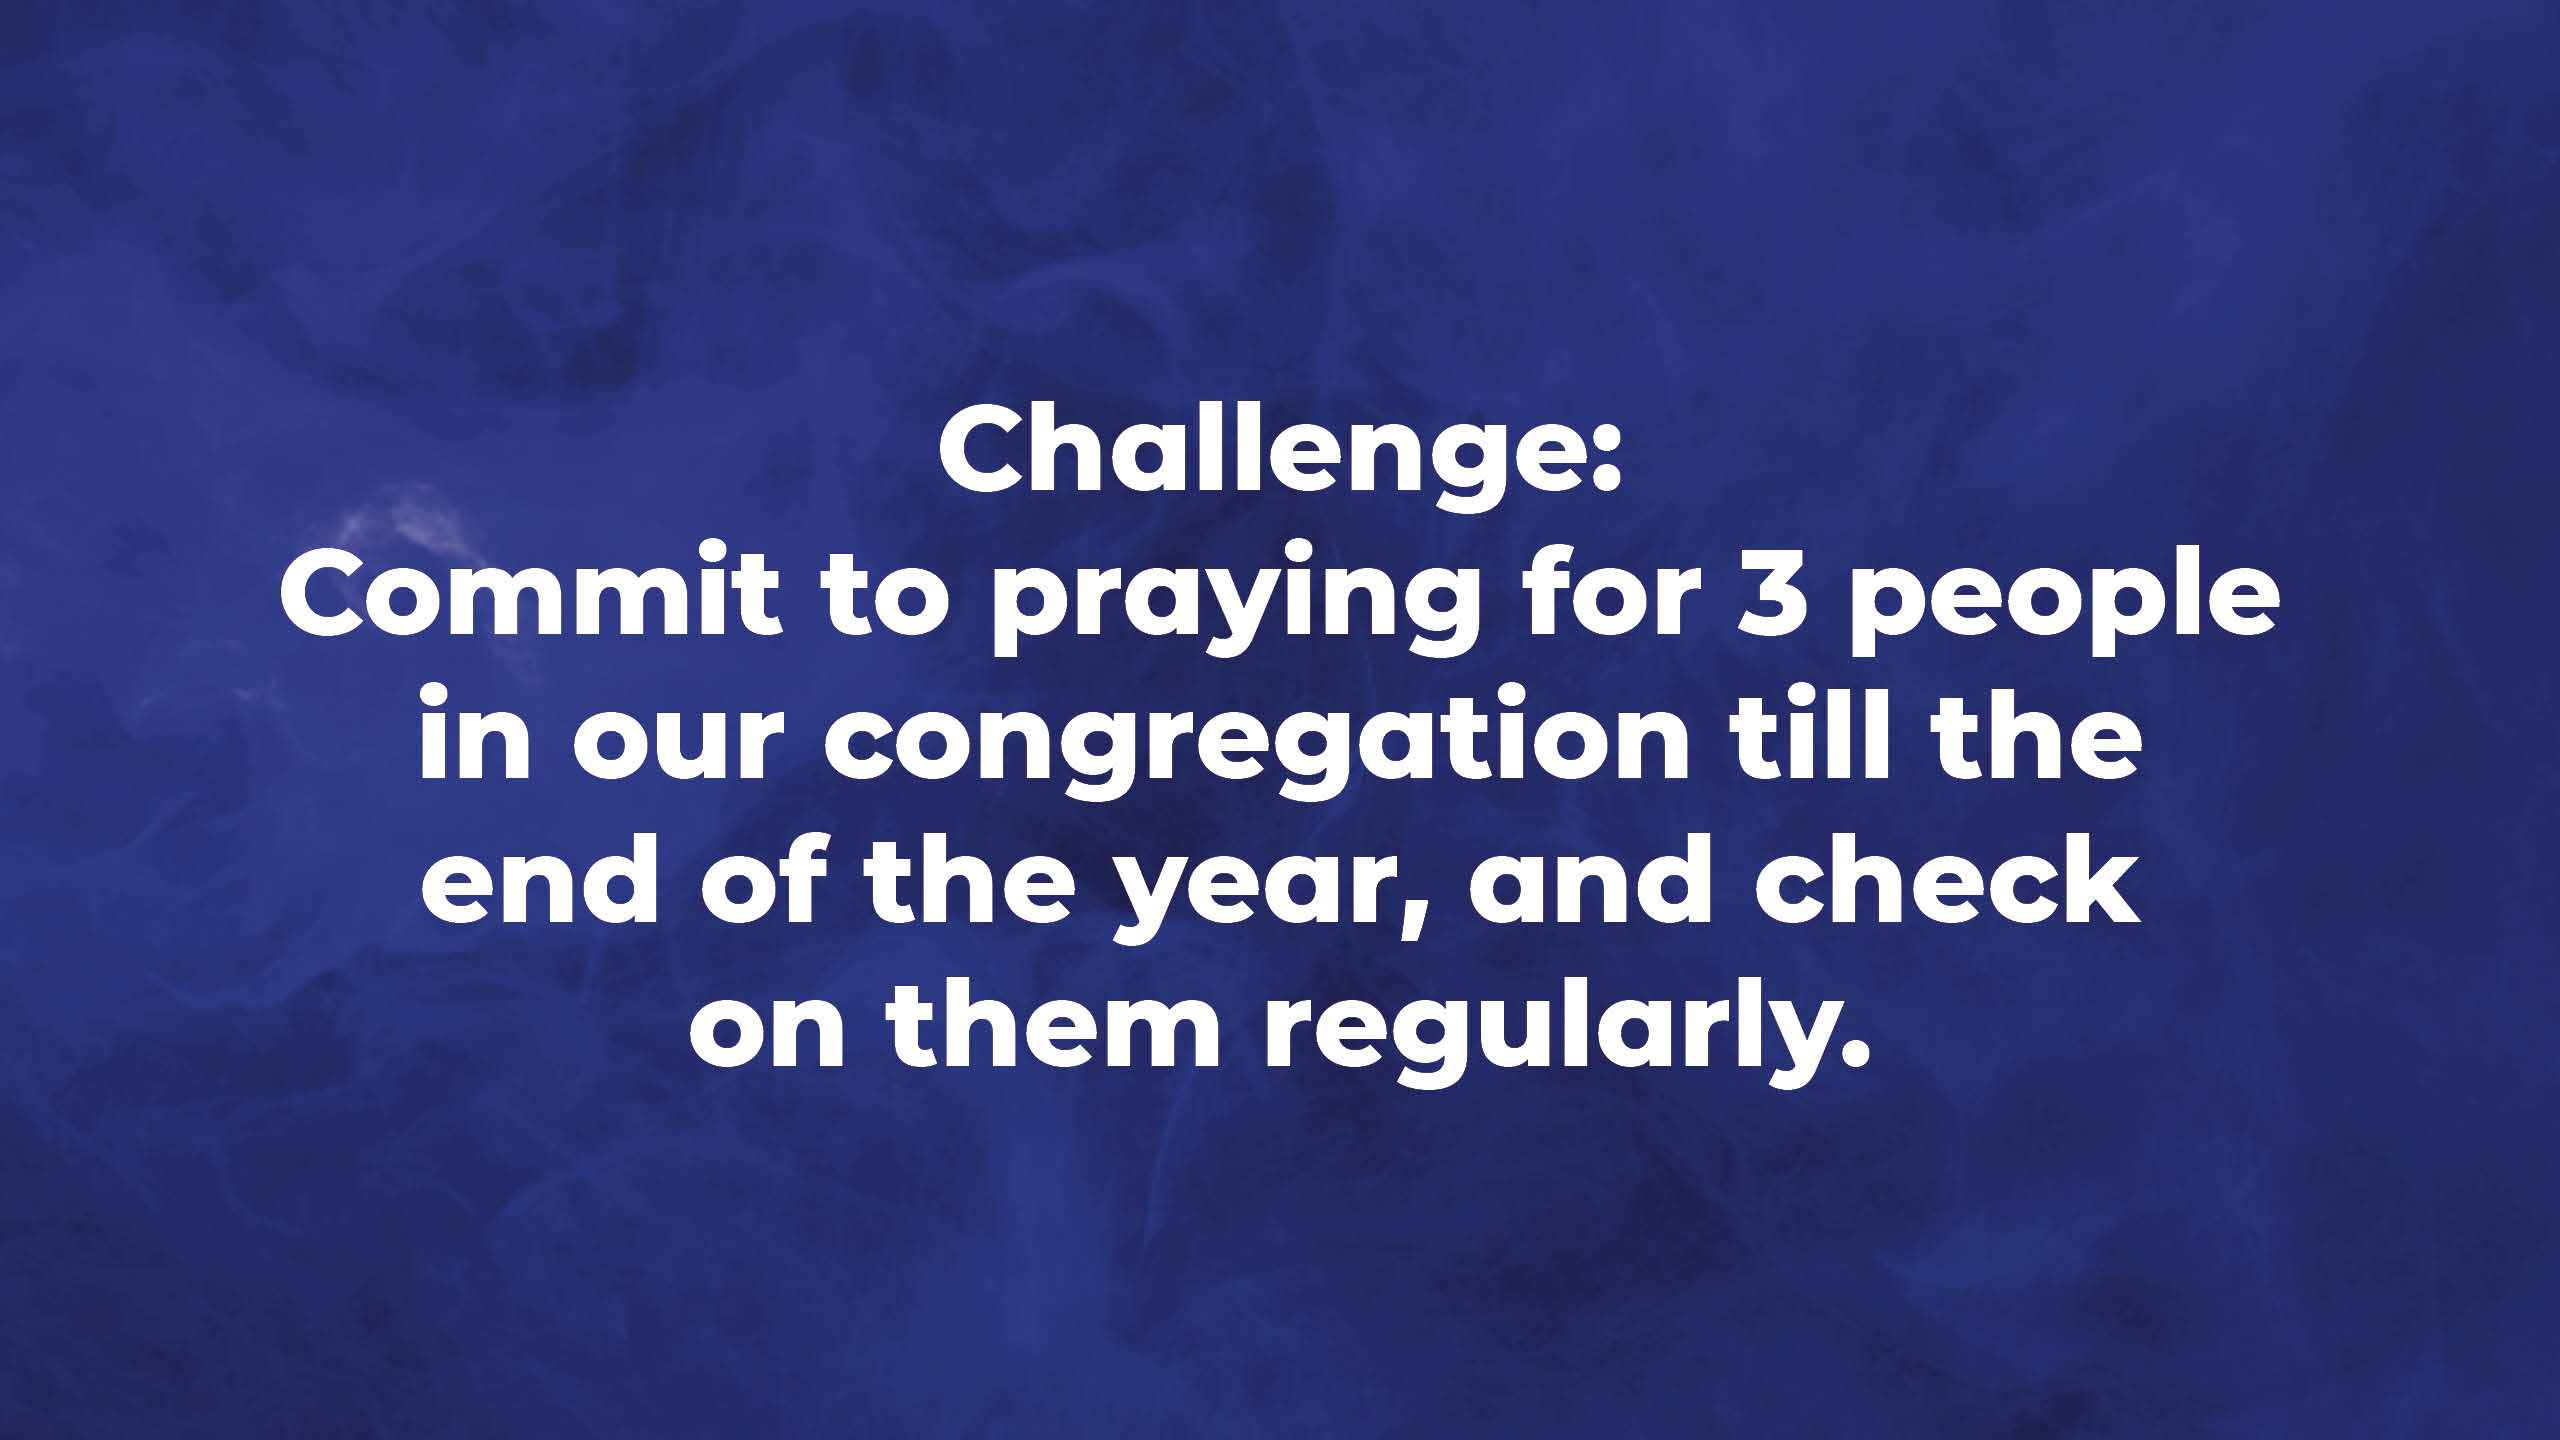 Challenge:
Commit to praying for 3 people
in our congregation till the
end of the year, and check
on them regularly.